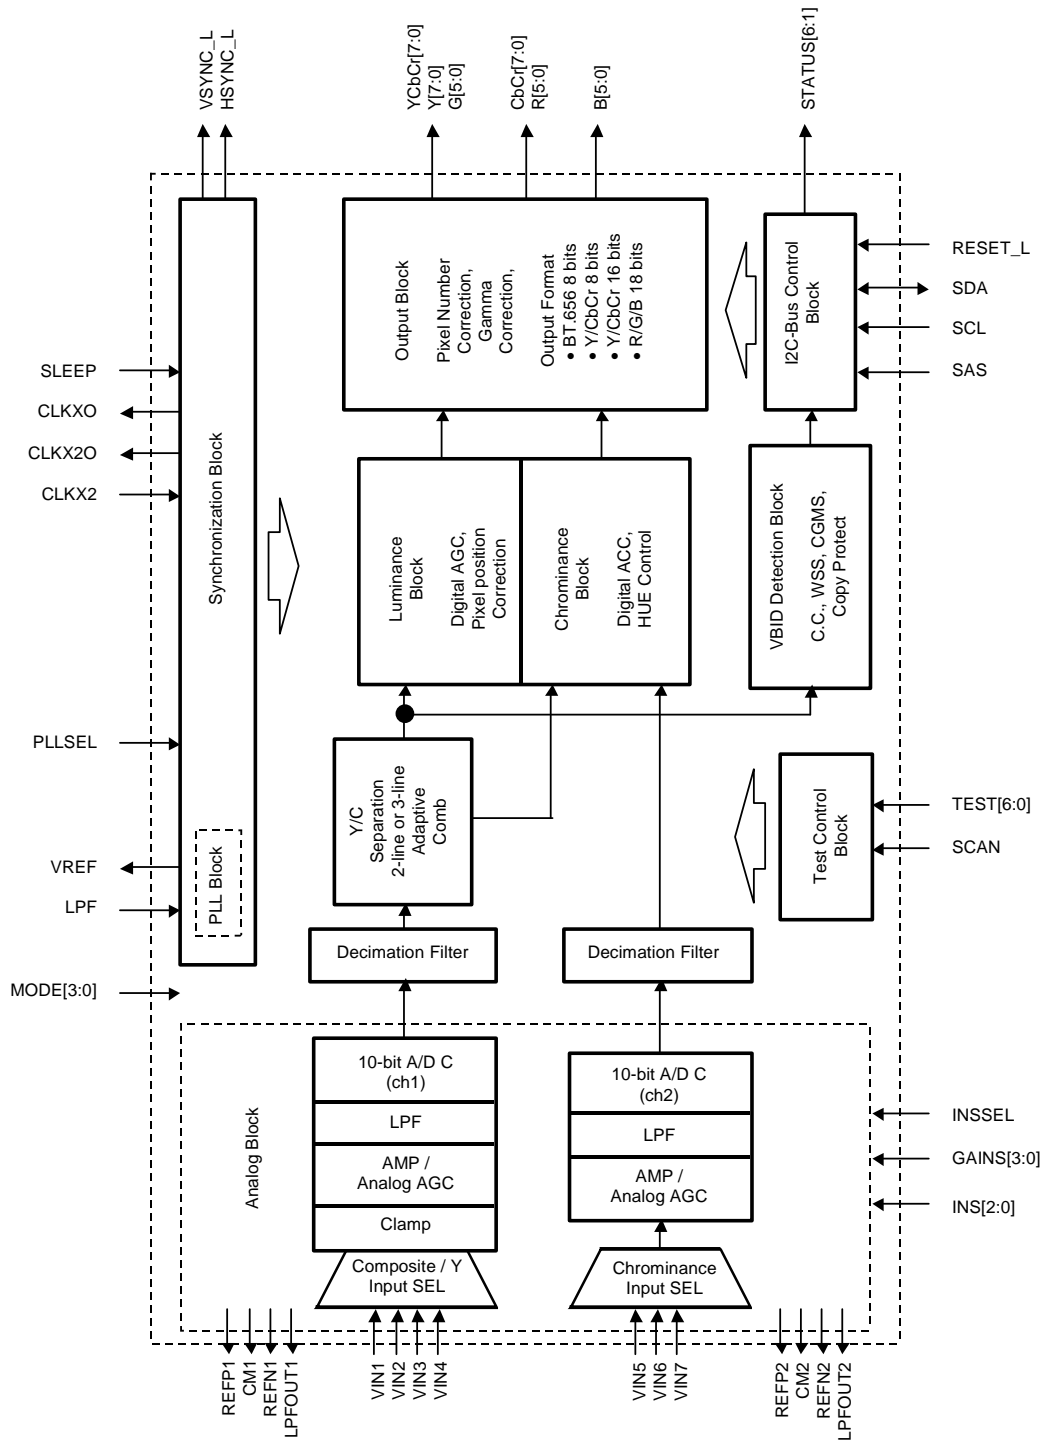 VSYNC_L
HSYNC_L
YCbCr[7:0]
Y[7:0]
G[5:0]
CbCr[7:0]
R[5:0]
B[5:0]
STATUS[6:1]
SLEEP
CLKXO
CLKX2O
CLKX2
PLLSEL
VREF
LPF
MODE[3:0]
Synchronization Block
PLL Block
Output Block
Pixel Number
Correction,
Gamma
Correction,
Output Format
• BT.656 8 bits
• Y/CbCr 8 bits
• Y/CbCr 16 bits
• R/G/B 18 bits
I2C-Bus Control
Block
RESET_L
SDA
SCL
SAS
Luminance
Block
Digital AGC,
Pixel position
Correction
Chrominance
Block
Digital ACC,
HUE Control
VBID Detection Block
C.C., WSS, CGMS,
Copy Protect
Y/C
Separation
2-line or 3-line
Adaptive
Comb
Test Control
Block
TEST[6:0]
SCAN
Decimation Filter
Decimation Filter
Analog Block
10-bit A/D C
(ch1)
LPF
AMP /
Analog AGC
Clamp
Composite / Y
Input SEL
10-bit A/D C
(ch2)
LPF
AMP /
Analog AGC
Chrominance
Input SEL
INSSEL
GAINS[3:0]
INS[2:0]
REFP1
CM1
REFN1
LPFOUT1
VIN1
VIN2
VIN3
VIN4
VIN5
VIN6
VIN7
REFP2
CM2
REFN2
LPFOUT2